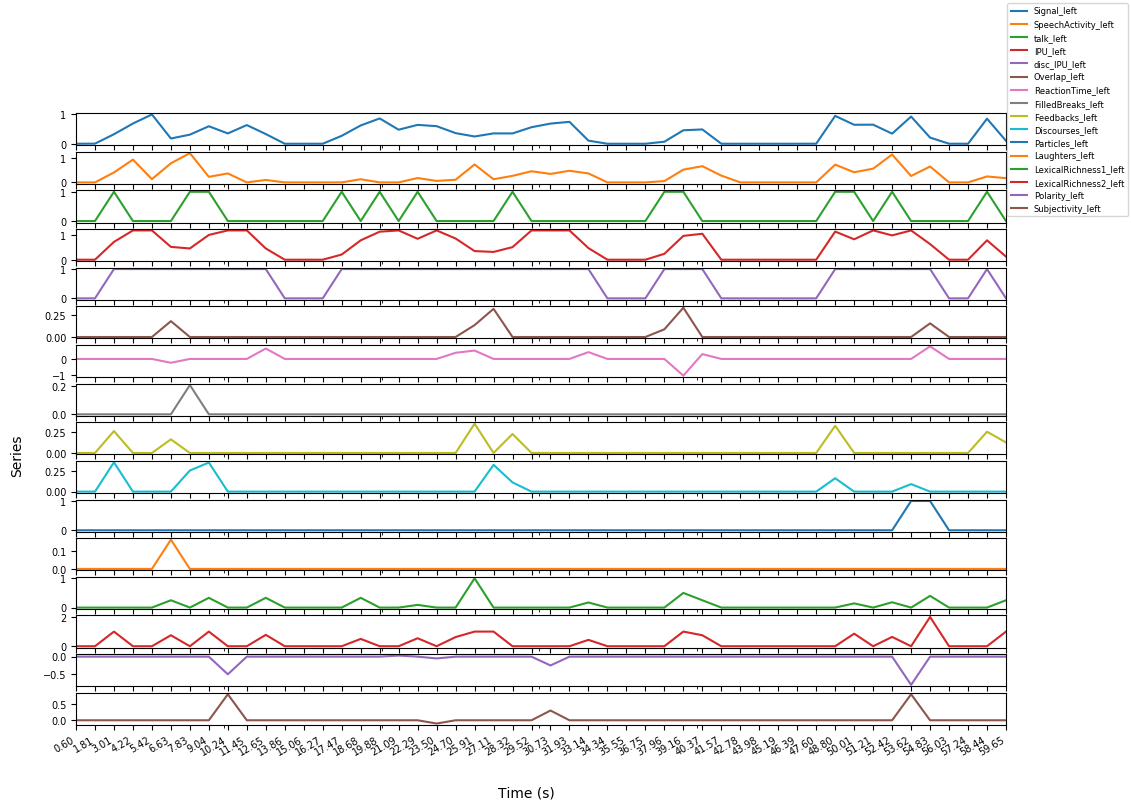 Signal_left
SpeechActivity_left
talk_left
IPU_left
disc_IPU_left
Overlap_left
ReactionTime_left
FilledBreaks_left
Feedbacks_left
Discourses_left
Particles_left
Laughters_left
LexicalRichness1_left
LexicalRichness2_left
Polarity_left
Subjectivity_left
1
0
1
0
1
0
1
0
1
0
0.25
0.00
0
−1
0.2
0.0
0.25
0.00
0.25
0.00
1
0
0.1
0.0
1
0
2
0
0.0
−0.5
0.5
0.0
Series
0.60 1.81 3.01 4.22 5.42 6.63 7.83 9.04 10.24 11.45 12.65 13.86 15.06 16.27 17.47 18.68 19.88 21.09 22.29 23.50 24.70 25.91 27.11 28.32 29.52 30.73 31.93 33.14 34.34 35.55 36.75 37.96 39.16 40.37 41.57 42.78 43.98 45.19 46.39 47.60 48.80 50.01 51.21 52.42 53.62 54.83 56.03 57.24 58.44 59.65
Time (s)